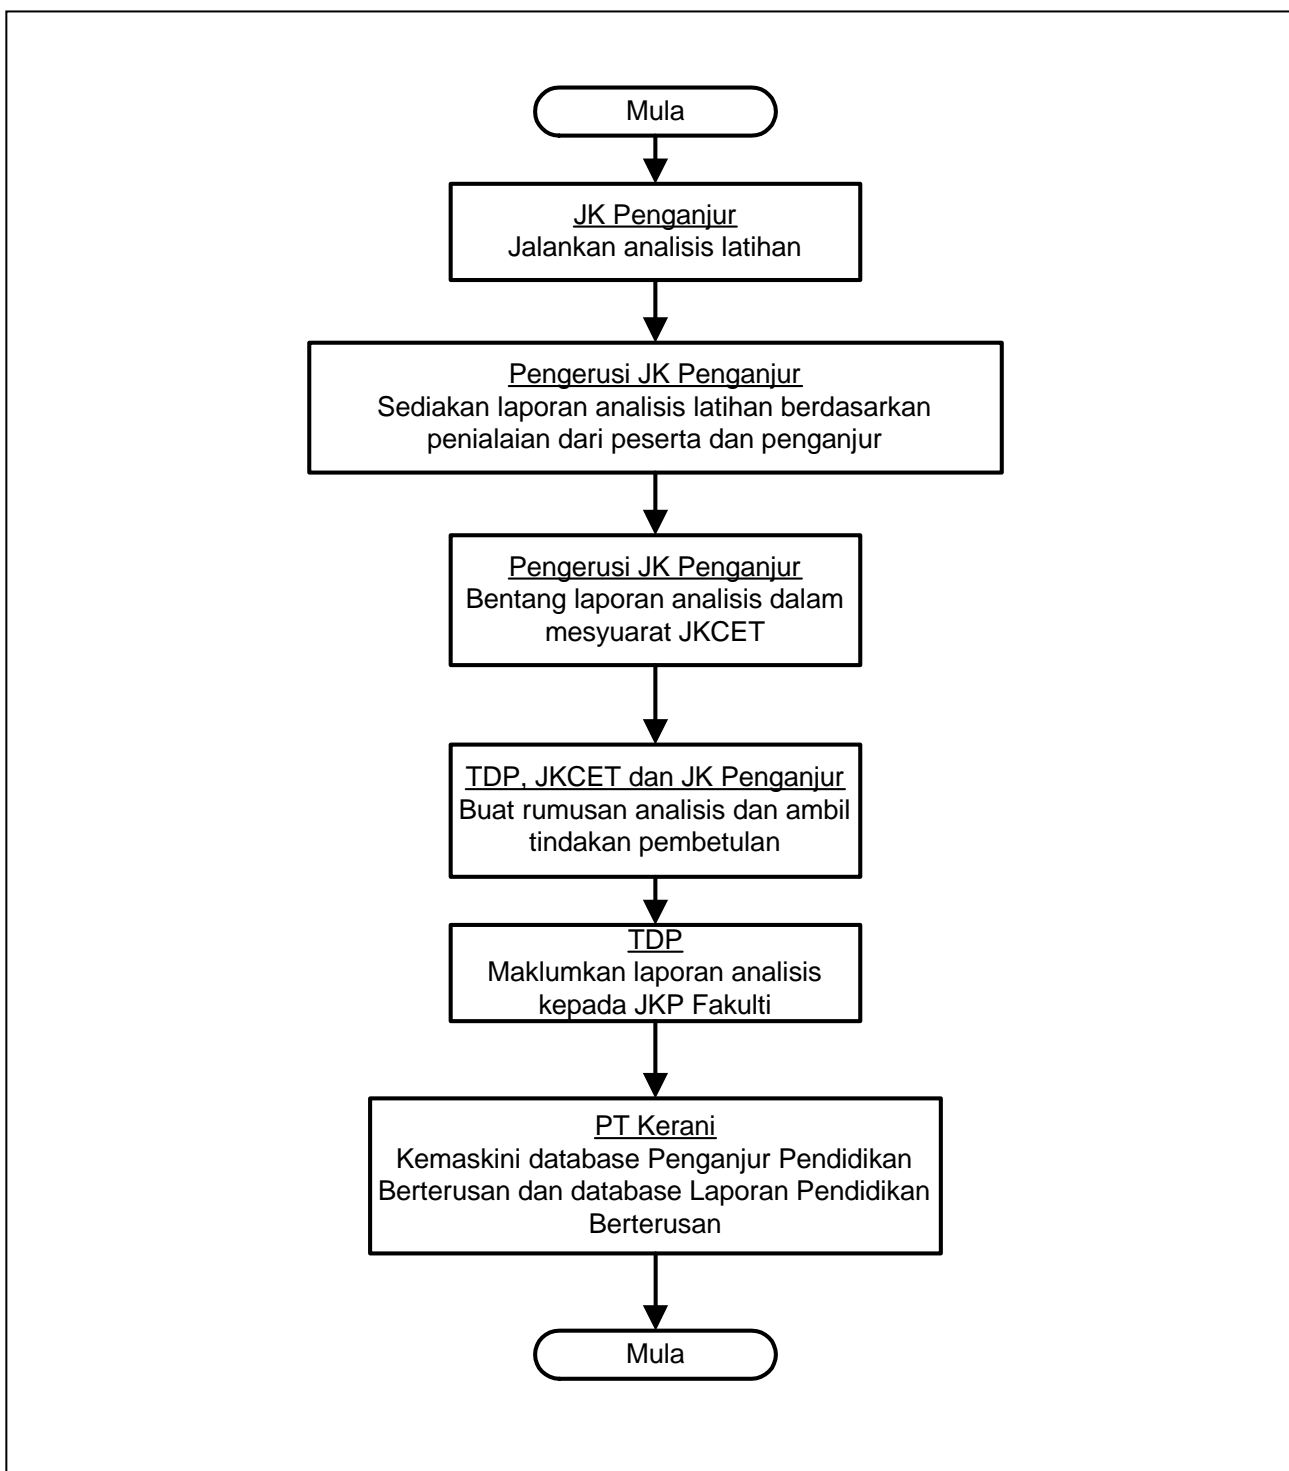 Mula
JK Penganjur
Jalankan analisis latihan
Pengerusi JK Penganjur
Sediakan laporan analisis latihan berdasarkan
penialaian dari peserta dan penganjur
Pengerusi JK Penganjur
Bentang laporan analisis dalam
mesyuarat JKCET
TDP, JKCET dan JK Penganjur
Buat rumusan analisis dan ambil
tindakan pembetulan
TDP
Maklumkan laporan analisis
kepada JKP Fakulti
PT Kerani
Kemaskini database Penganjur Pendidikan
Berterusan dan database Laporan Pendidikan
Berterusan
Mula